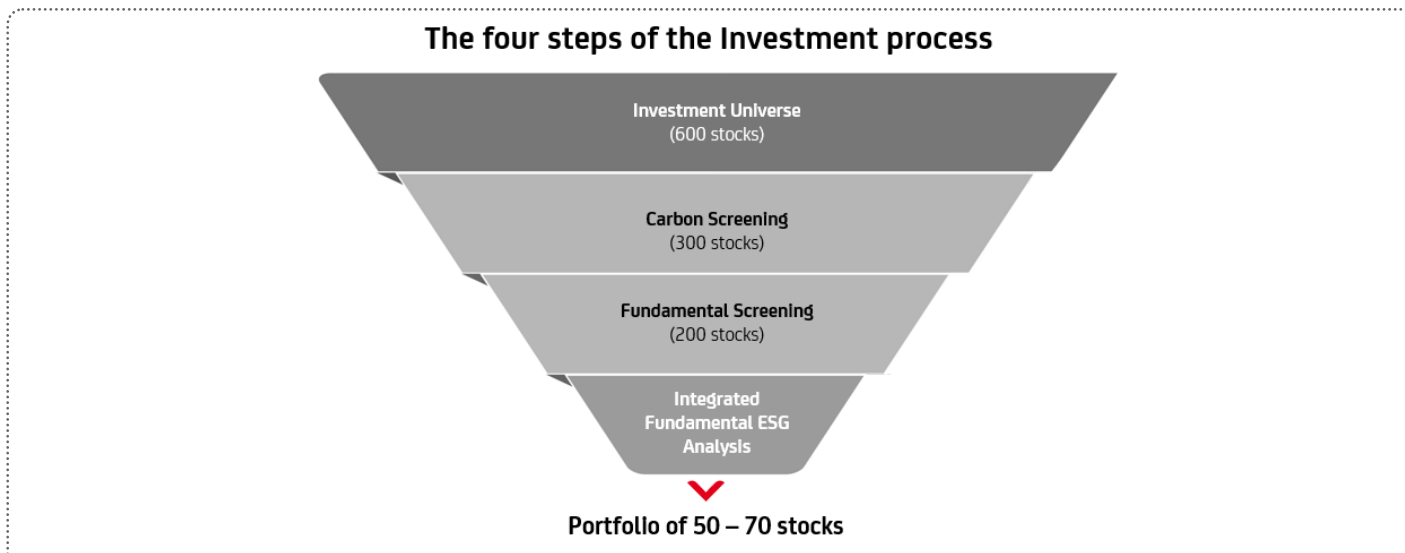 The four steps of the Investment process
Investment Universe
(600 stocks)
Carbon Screening
(300 stocks)
Fundamental Screening
(200 stocks)
Integrated
Fundamental ESG
Analysis
Portfolio of 50 – 70 stocks